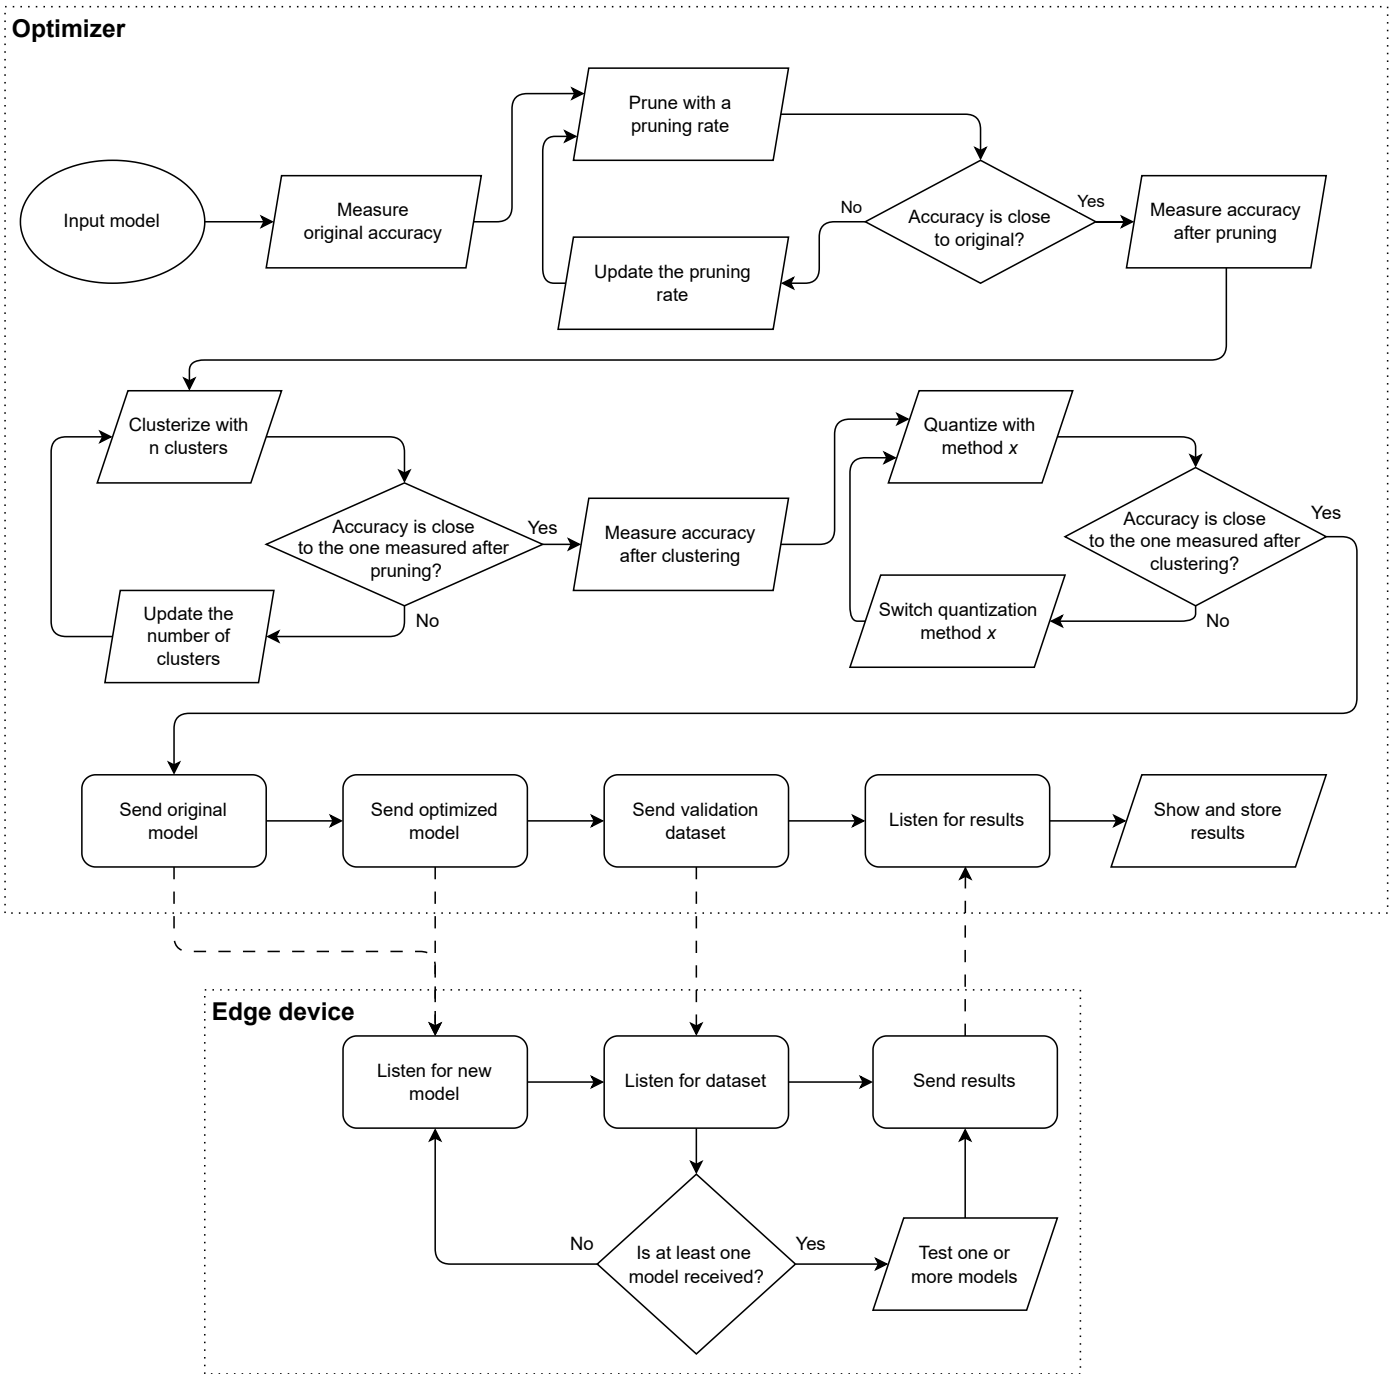 Optimizer
Prune with a
pruning rate
Input model
Measure
original accuracy
No
Accuracy is close
to original?
Yes
Measure accuracy
after pruning
Update the pruning
rate
Clusterize with
n clusters
Quantize with
method x
Accuracy is close
to the one measured after
pruning?
Yes
Measure accuracy
after clustering
Accuracy is close
to the one measured after
clustering?
Yes
Update the
number of
clusters
No
Switch quantization
method x
No
Send original
model
Send optimized
model
Send validation
dataset
Listen for results
Show and store
results
Edge device
Listen for new
model
Listen for dataset
Send results
No
Is at least one
model received?
Yes
Test one or
more models